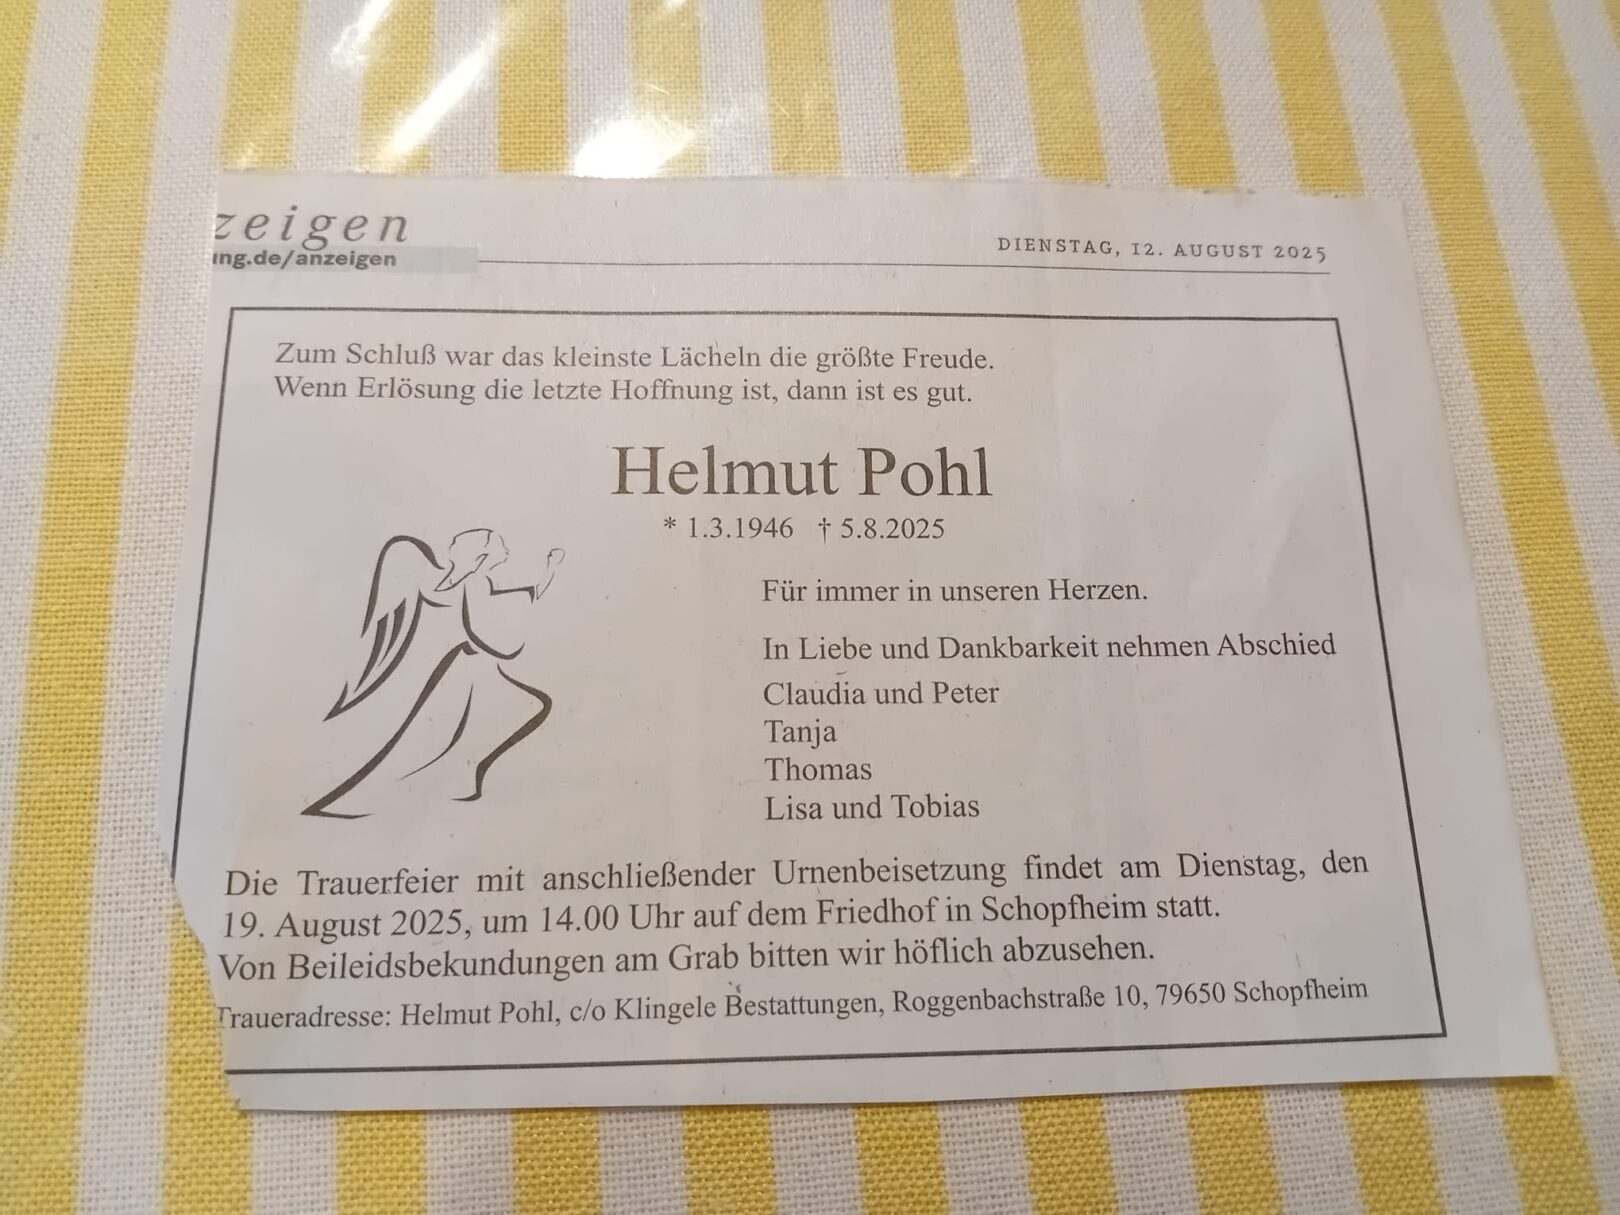 zeigen
ng.de/anzeigen
DIENSTAG, 12. AUGUST 2025
Zum Schluß war das kleinste Lächeln die größte Freude.
Wenn Erlösung die letzte Hoffnung ist, dann ist es gut.
Helmut Pohl
* 1.3.1946 † 5.8.2025
Für immer in unseren Herzen.
In Liebe und Dankbarkeit nehmen Abschied
Claudia und Peter
Tanja
Thomas
Lisa und Tobias
Die Trauerfeier mit anschließender Urnenbeisetzung findet am Dienstag, den
19. August 2025, um 14.00 Uhr auf dem Friedhof in Schopfheim statt.
Von Beileidsbekundungen am Grab bitten wir höflich abzusehen.
Traueradresse: Helmut Pohl, c/o Klingele Bestattungen, Roggenbachstraße 10, 79650 Schopfheim